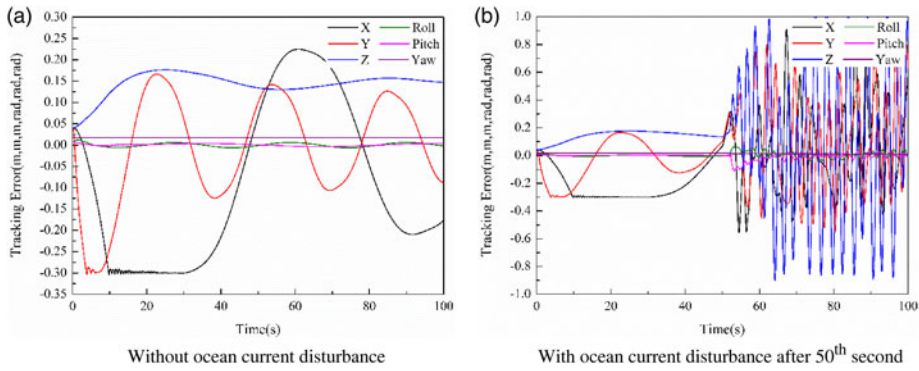 (a)
0.30
0.25
0.20
0.15
0.10
0.05
0.00
-0.05
-0.10
-0.15
-0.20
-0.25
-0.30
-0.35
Tracking Error(m,m,m,rad,rad,rad)
X Roll
Y Pitch
Z Yaw
0 20 40 60 80 100
Time(s)
Without ocean current disturbance
(b)
1.0
0.8
0.6
0.4
0.2
0.0
-0.2
-0.4
-0.6
-0.8
-1.0
Tracking Error(m,m,m,rad,rad,rad)
X Roll
Y Pitch
Z Yaw
0 20 40 60 80 100
Time(s)
With ocean current disturbance after 50th second